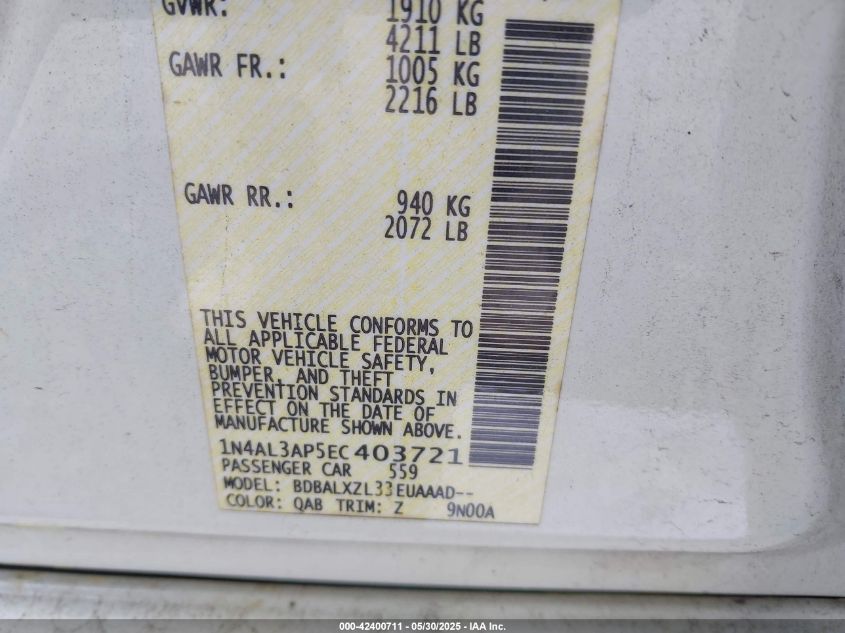 GVWR: 1910 KG
4211 LB
GAWR FR.: 1005 KG
2216 LB
GAWR RR.: 940 KG
2072 LB
THIS VEHICLE CONFORMS TO
ALL APPLICABLE FEDERAL
MOTOR VEHICLE SAFETY,
BUMPER, AND THEFT
PREVENTION STANDARDS IN
EFFECT ON THE DATE OF
MANUFACTURE SHOWN ABOVE.
1N4AL3AP5EC403721
PASSENGER CAR 559
MODEL: BDBALXZL33EUAAAD--
COLOR: QAB TRIM: Z 9N00A
000-42400711 - 05/30/2025 - IAA Inc.